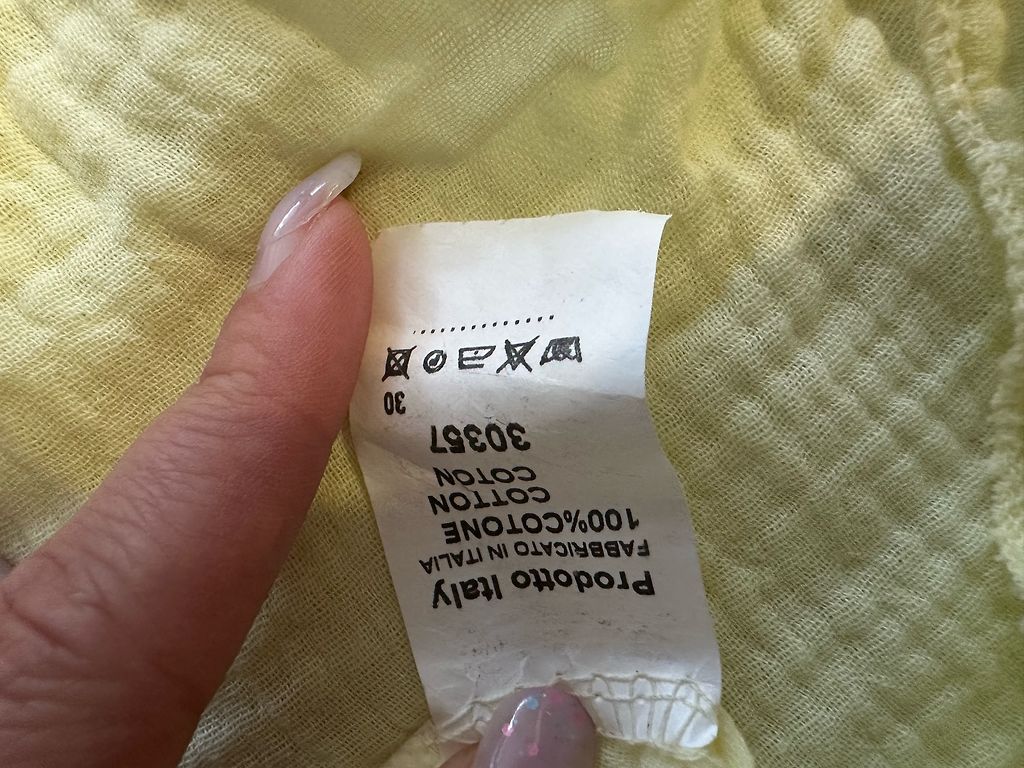 Prodotto Italy
FABBRICATO IN ITALIA
100%COTONE
COTTON
COTON
30357
30